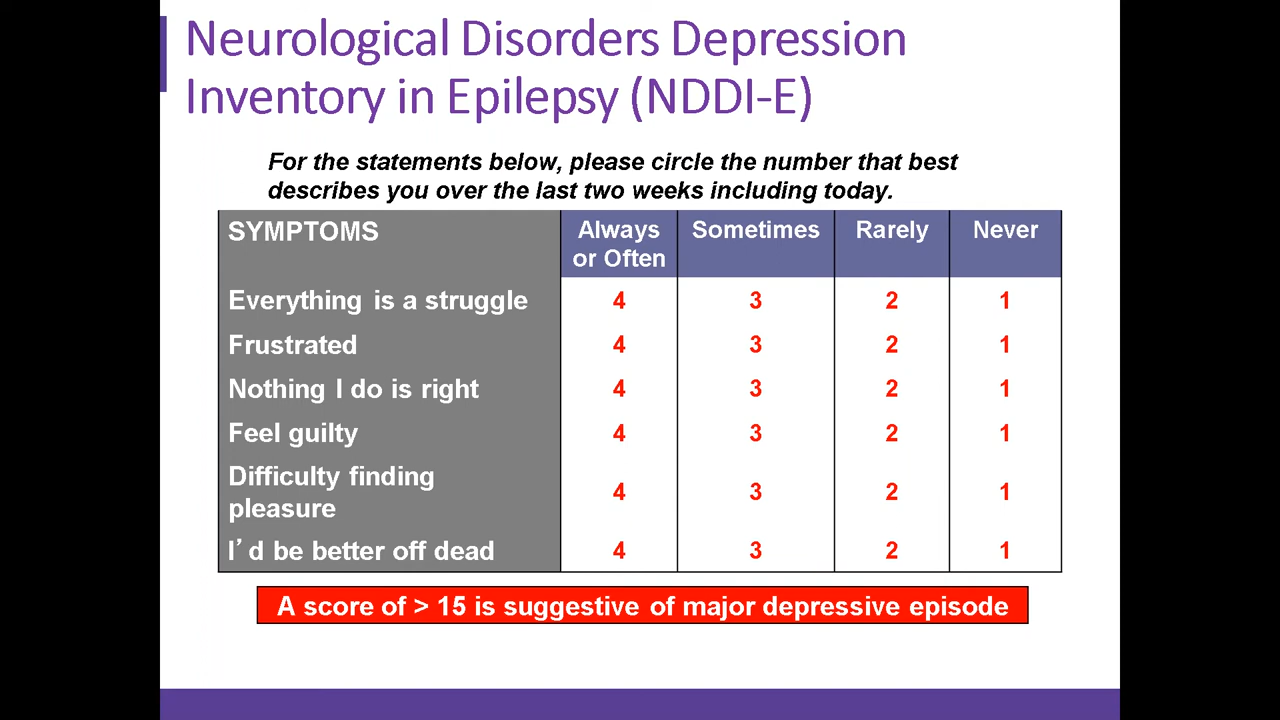 Neurological Disorders Depression
Inventory in Epilepsy (NDDI-E)
For the statements below, please circle the number that best
describes you over the last two weeks including today.
SYMPTOMS Always or Often Sometimes Rarely Never
Everything is a struggle 4 3 2 1
Frustrated 4 3 2 1
Nothing I do is right 4 3 2 1
Feel guilty 4 3 2 1
Difficulty finding
pleasure 4 3 2 1
I’d be better off dead 4 3 2 1
A score of > 15 is suggestive of major depressive episode